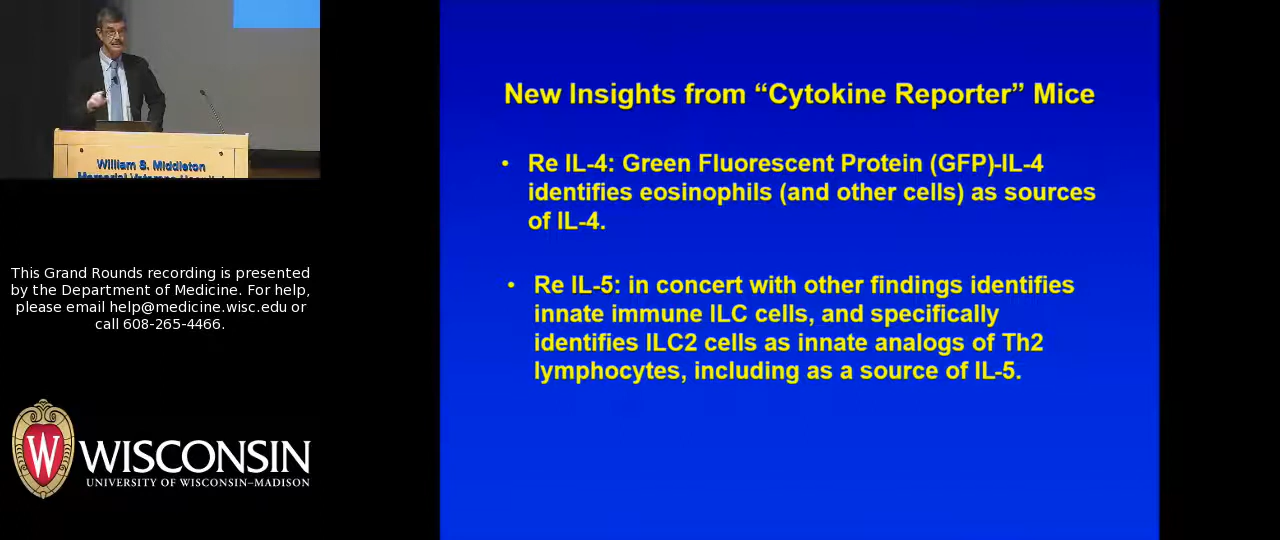 William S. Middleton
Memorial Veterans Hospital
This Grand Rounds recording is presented
by the Department of Medicine. For help,
please email help@medicine.wisc.edu or
call 608-265-4466.
W
WISCONSIN
UNIVERSITY OF WISCONSIN–MADISON
New Insights from “Cytokine Reporter” Mice
• Re IL-4: Green Fluorescent Protein (GFP)-IL-4
identifies eosinophils (and other cells) as sources
of IL-4.
• Re IL-5: in concert with other findings identifies
innate immune ILC cells, and specifically
identifies ILC2 cells as innate analogs of Th2
lymphocytes, including as a source of IL-5.